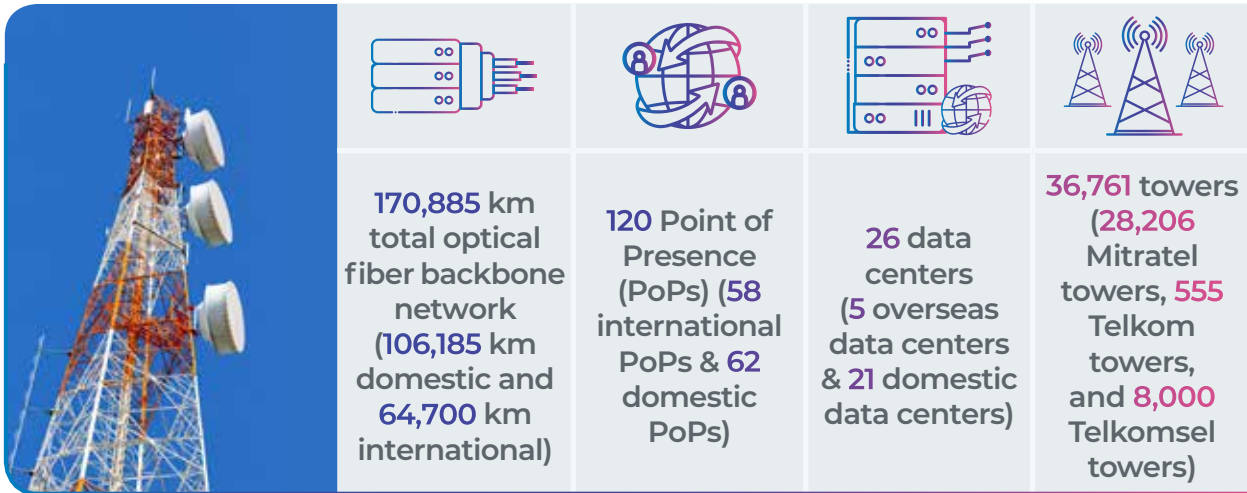 170,885 km
total optical
fiber backbone
network
(106,185 km
domestic and
64,700 km
international)
120 Point of
Presence
(PoPs) (58
international
PoPs & 62
domestic
PoPs)
26 data
centers
(5 overseas
data centers
& 21 domestic
data centers)
36,761 towers
(28,206
Mitratel
towers, 555
Telkom
towers,
and 8,000
Telkomsel
towers)